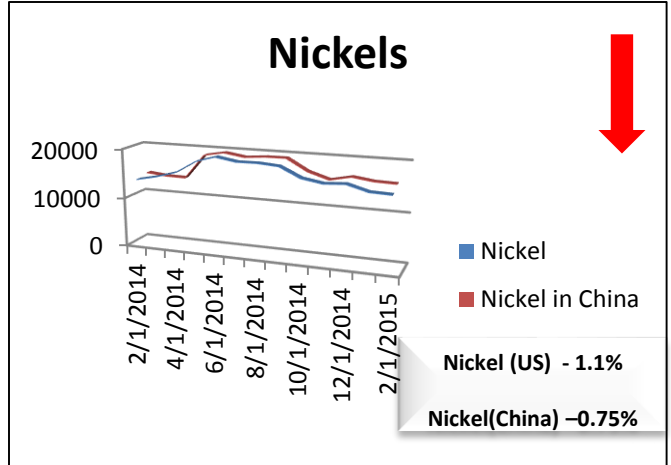 Nickels
20000
10000
0
2/1/2014
4/1/2014
6/1/2014
8/1/2014
10/1/2014
12/1/2014
2/1/2015
Nickel
Nickel in China
Nickel (US) - 1.1%
Nickel(China) –0.75%